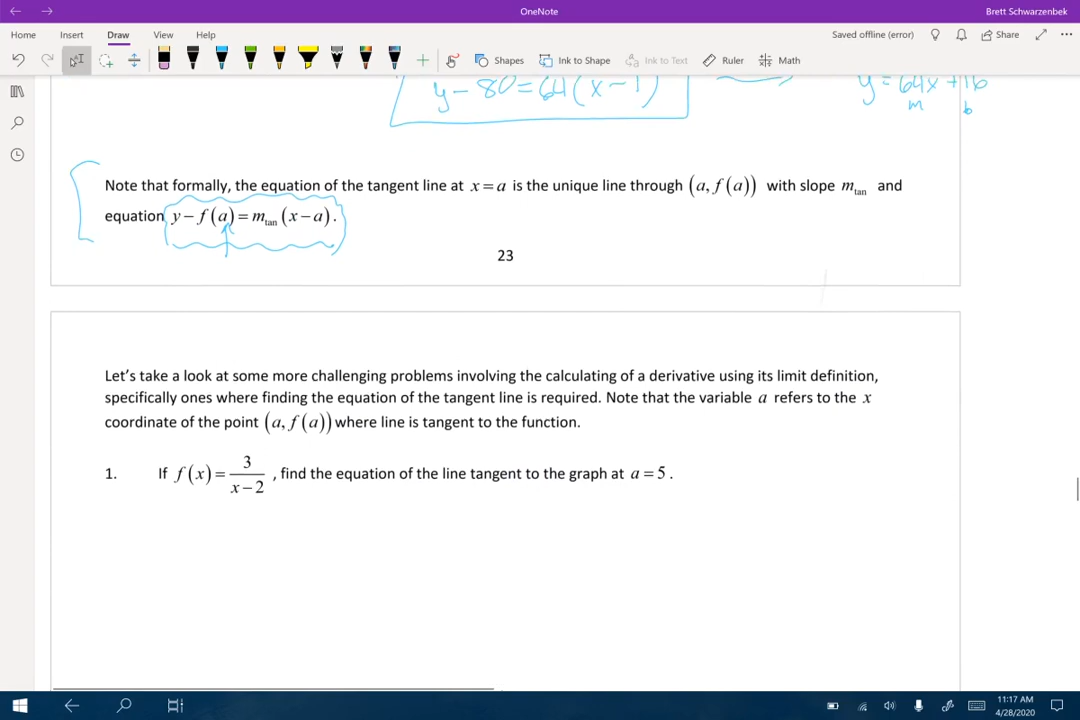 OneNote
Brett Schwarzenbek
Home Insert Draw View Help
Saved offline (error) Share
Shapes Ink to Shape Ink to Text Ruler Math
y - 80 = 64(x - 1) y = 64x + 16
m b
Note that formally, the equation of the tangent line at x = a is the unique line through (a, f(a)) with slope mₜₐₙ and
equation y − f(a) = mₜₐₙ(x − a).
23
Let's take a look at some more challenging problems involving the calculating of a derivative using its limit definition,
specifically ones where finding the equation of the tangent line is required. Note that the variable a refers to the x
coordinate of the point (a, f(a)) where line is tangent to the function.
1. If f(x) = 3/(x − 2), find the equation of the line tangent to the graph at a = 5.
11:17 AM
4/28/2020